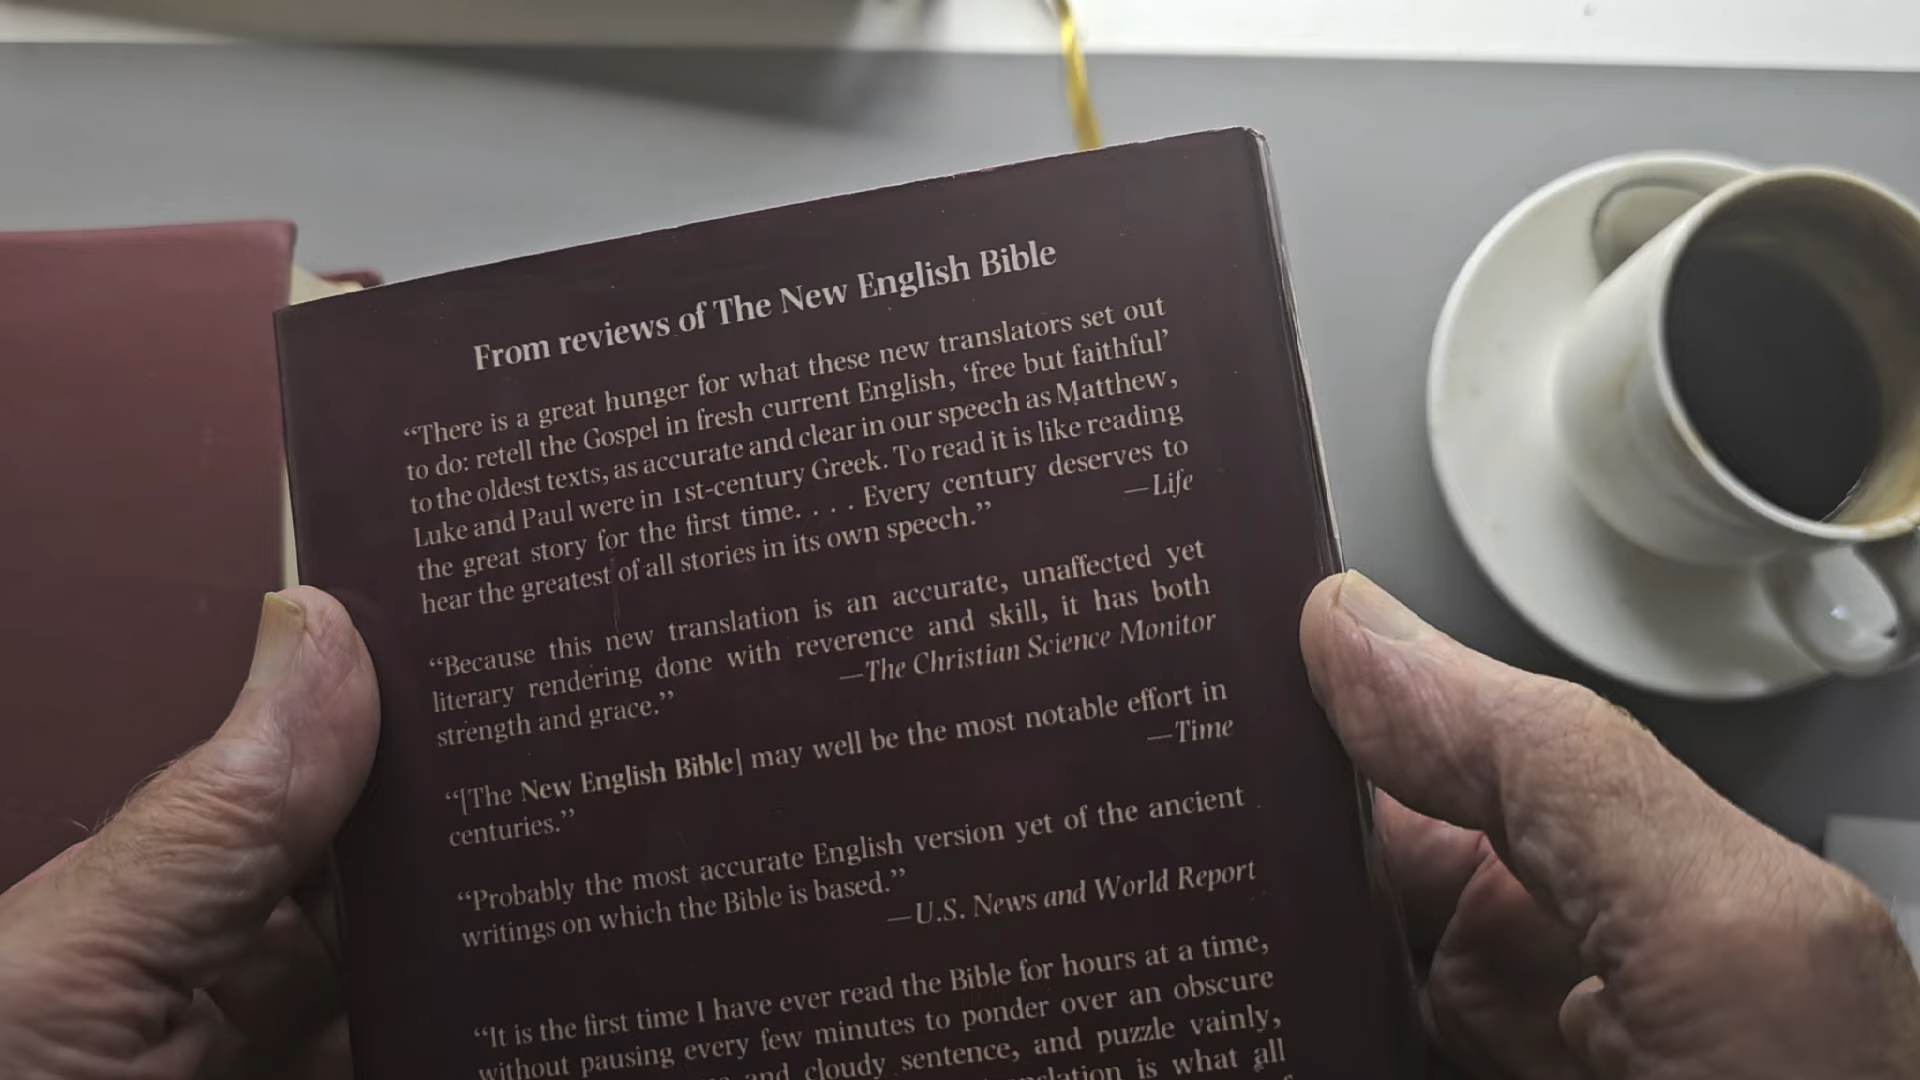 From reviews of The New English Bible
“There is a great hunger for what these new translators set out
to do: retell the Gospel in fresh current English, ‘free but faithful’
to the oldest texts, as accurate and clear in our speech as Matthew,
Luke and Paul were in 1st-century Greek. To read it is like reading
the great story for the first time. . . . Every century deserves to
hear the greatest of all stories in its own speech.”
—Life
“Because this new translation is an accurate, unaffected yet
literary rendering done with reverence and skill, it has both
strength and grace.”
—The Christian Science Monitor
“[The New English Bible] may well be the most notable effort in
centuries.”
—Time
“Probably the most accurate English version yet of the ancient
writings on which the Bible is based.”
—U.S. News and World Report
“It is the first time I have ever read the Bible for hours at a time,
without pausing every few minutes to ponder over an obscure
and cloudy sentence, and puzzle vainly,
is what all